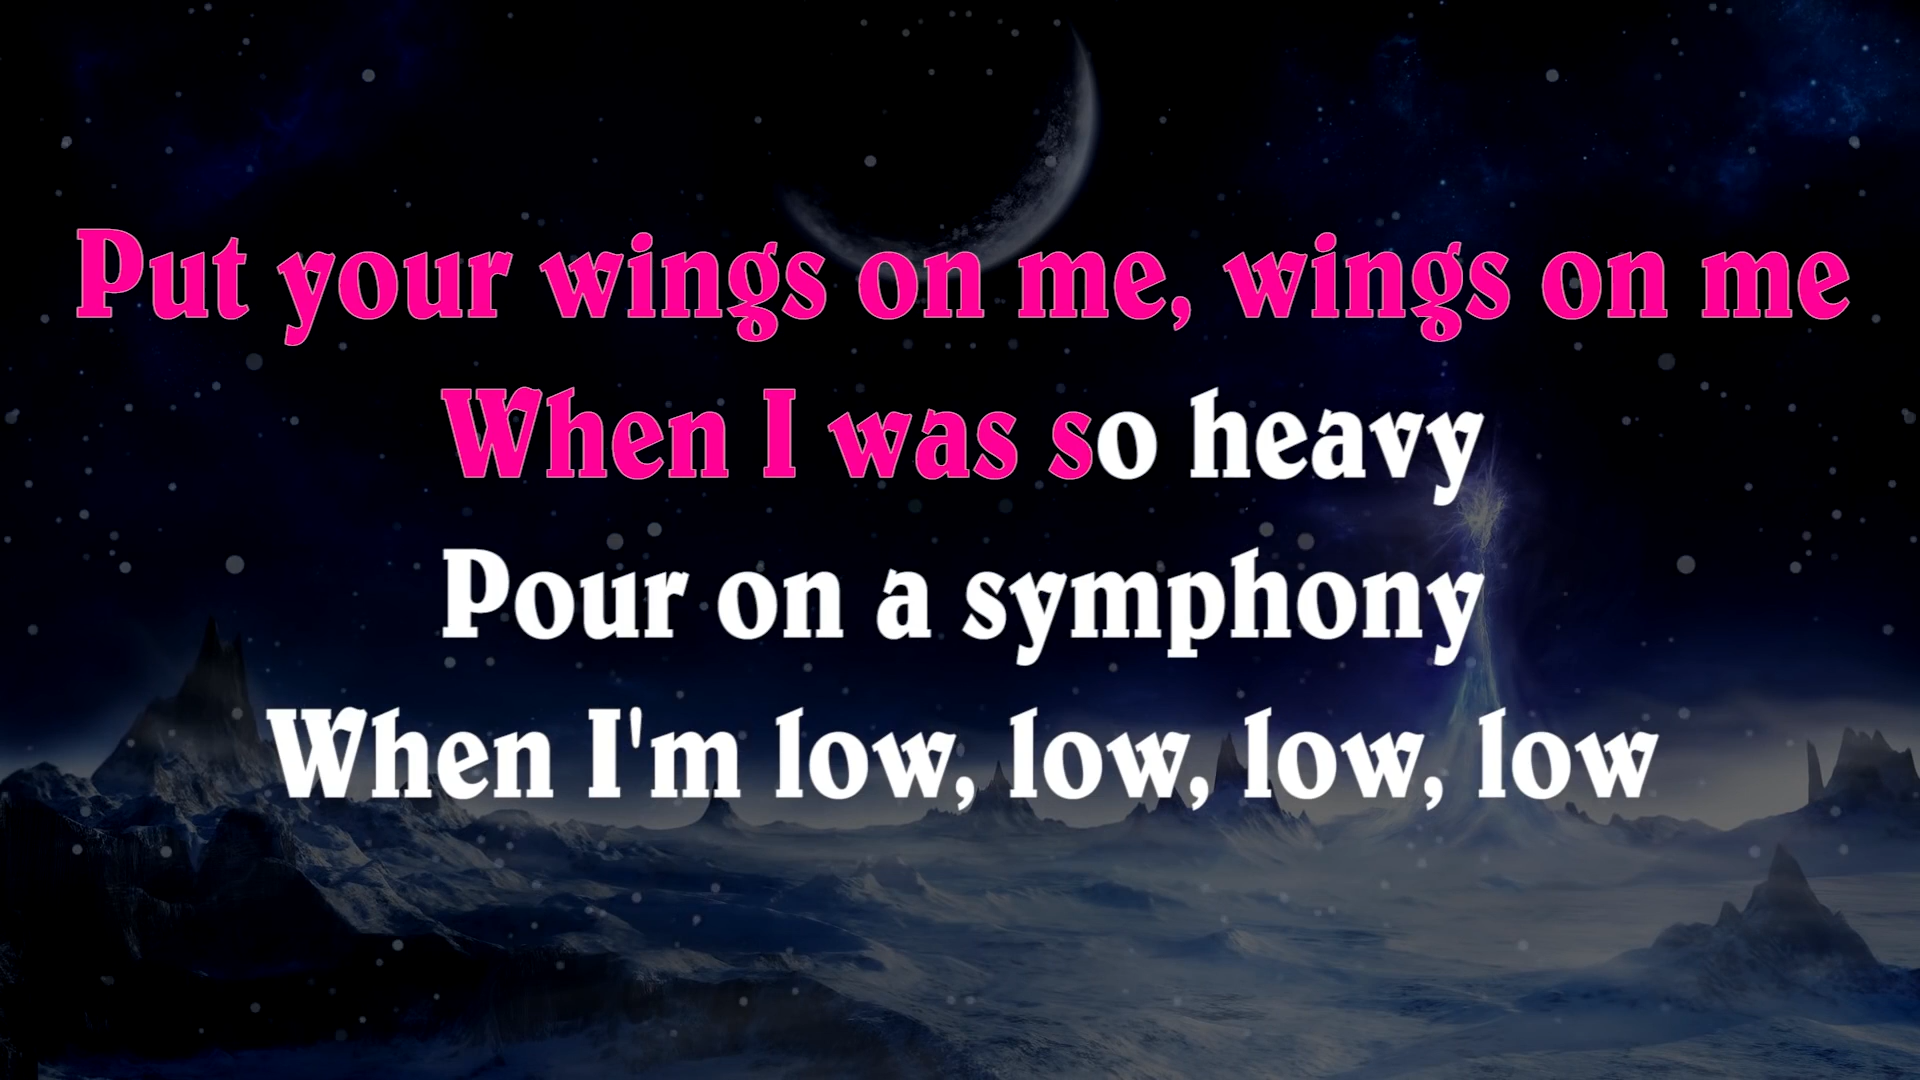 Put your wings on me, wings on me
When I was so heavy
Pour on a symphony
When I'm low, low, low, low